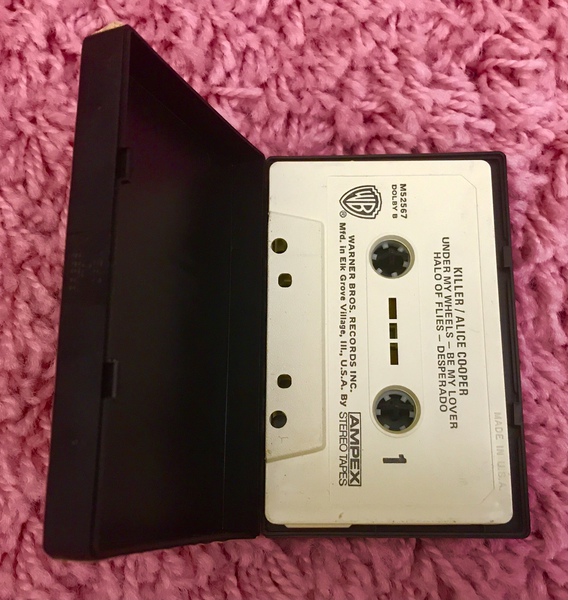 MADE IN U.S.A.
KILLER / ALICE COOPER
UNDER MY WHEELS – BE MY LOVER
HALO OF FLIES – DESPERADO
M52567
DOLBY B
1
WB
®
WARNER BROS. RECORDS INC.
Mfd. in Elk Grove Village, Ill., U.S.A. By
AMPEX
STEREO TAPES